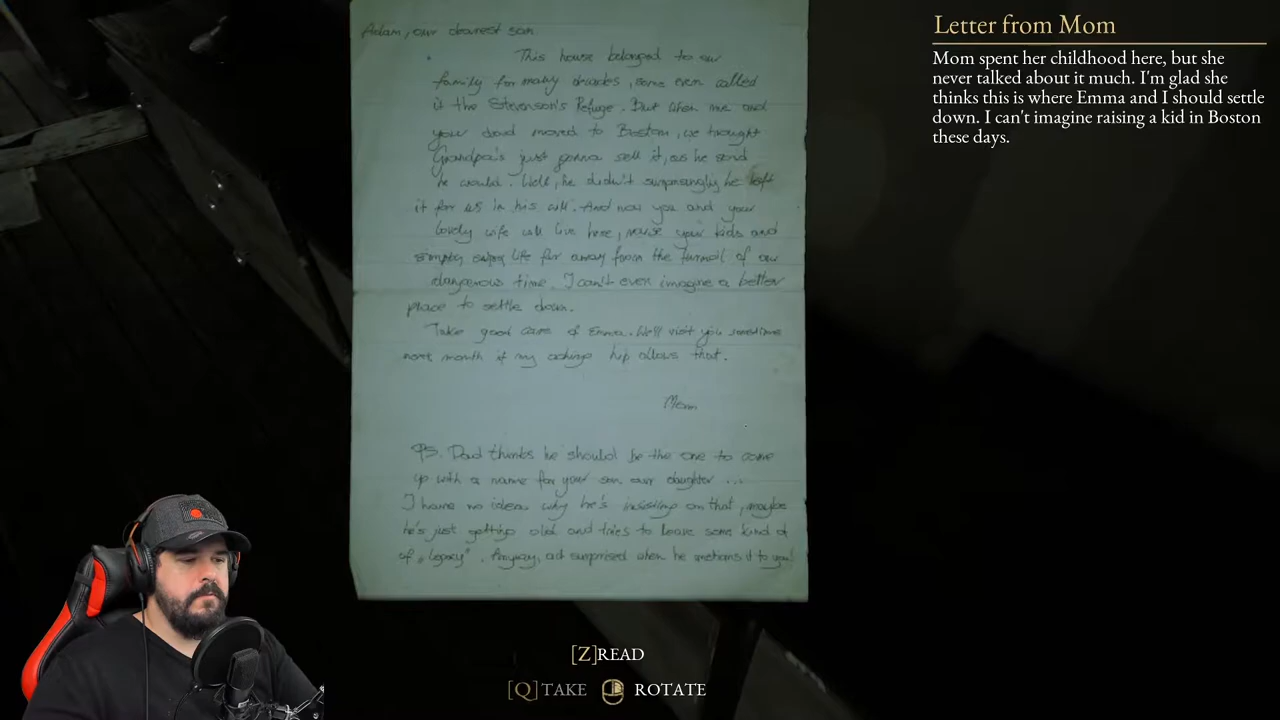 Adam, our dearest son
This house belonged to our
family for many decades, some even called
it the Stevenson's Refuge. But when me and
your dad moved to Boston, we thought
Grandpa's just gonna sell it, as he said
he would. Well, he didn't surprisingly he left
it for us in his will. And now you and your
lovely wife will live here, raise your kids and
simply enjoy life far away from the turmoil of our
dangerous time. I can't even imagine a better
place to settle down.
Take good care of Emma. We'll visit you sometime
next month if my aching hip allows that.
Mom
PS. Dad thinks he should be the one to come
up with a name for your son our daughter ...
I have no idea why he's insisting on that, maybe
he's just getting old and tries to leave some kind of
of "legacy". Anyway, act surprised when he mentions it to you!
Letter from Mom
Mom spent her childhood here, but she
never talked about it much. I'm glad she
thinks this is where Emma and I should settle
down. I can't imagine raising a kid in Boston
these days.
[Z]READ
[Q]TAKE ROTATE